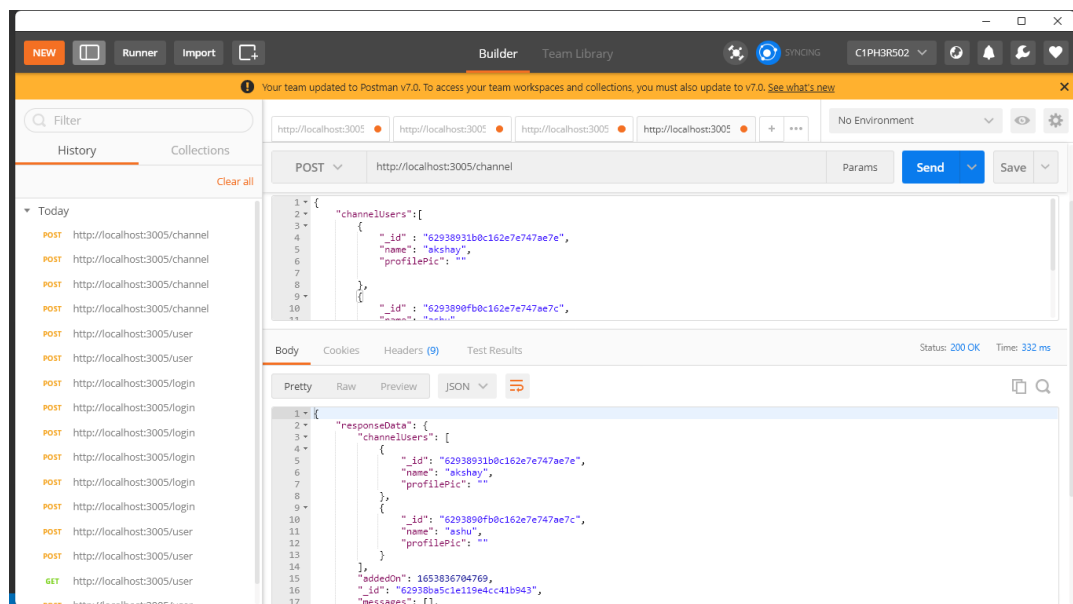 NEW Runner Import Builder Team Library SYNCING C1PH3R502
Your team updated to Postman v7.0. To access your team workspaces and collections, you must also update to v7.0. See what's new
Filter
History Collections
Clear all
Today
POST http://localhost:3005/channel
POST http://localhost:3005/channel
POST http://localhost:3005/channel
POST http://localhost:3005/channel
POST http://localhost:3005/user
POST http://localhost:3005/user
POST http://localhost:3005/login
POST http://localhost:3005/login
POST http://localhost:3005/login
POST http://localhost:3005/login
POST http://localhost:3005/login
POST http://localhost:3005/user
POST http://localhost:3005/user
GET http://localhost:3005/user
POST http://localhost:3005/user
http://localhost:3005 http://localhost:3005 http://localhost:3005 http://localhost:3005 + ••• No Environment
POST http://localhost:3005/channel Params Send Save
1 {
2 "channelUsers":[
3 {
4 "_id" : "62938931b0c162e7e747ae7e",
5 "name": "akshay",
6 "profilePic": ""
7
8 },
9 {
10 "_id" : "6293890fb0c162e7e747ae7c",
11 "name": "ashu",
Body Cookies Headers (9) Test Results Status: 200 OK Time: 332 ms
Pretty Raw Preview JSON
1 {
2 "responseData": {
3 "channelUsers": [
4 {
5 "_id": "62938931b0c162e7e747ae7e",
6 "name": "akshay",
7 "profilePic": ""
8 },
9 {
10 "_id": "6293890fb0c162e7e747ae7c",
11 "name": "ashu",
12 "profilePic": ""
13 }
14 ],
15 "addedOn": 1653836704769,
16 "_id": "62938ba5c1e119e4cc41b943",
17 "messages": [],